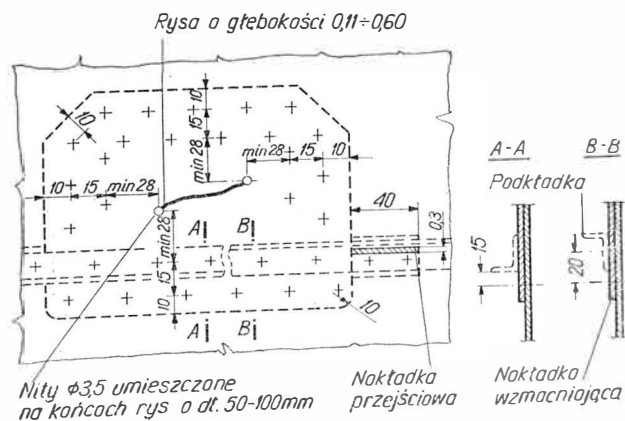 Rysa o głębokości 0,11÷0,60
10
10
15
min 28
min 28
15
10
10
15
min 28
A
B
min 28
15
10
A
B
10
40
0,3
A-A
B-B
Podkładka
15
20
Nity ϕ3,5 umieszczone
na końcach rys o dł. 50-100mm
Nokładka
przejściowa
Nokładka
wzmacniająca